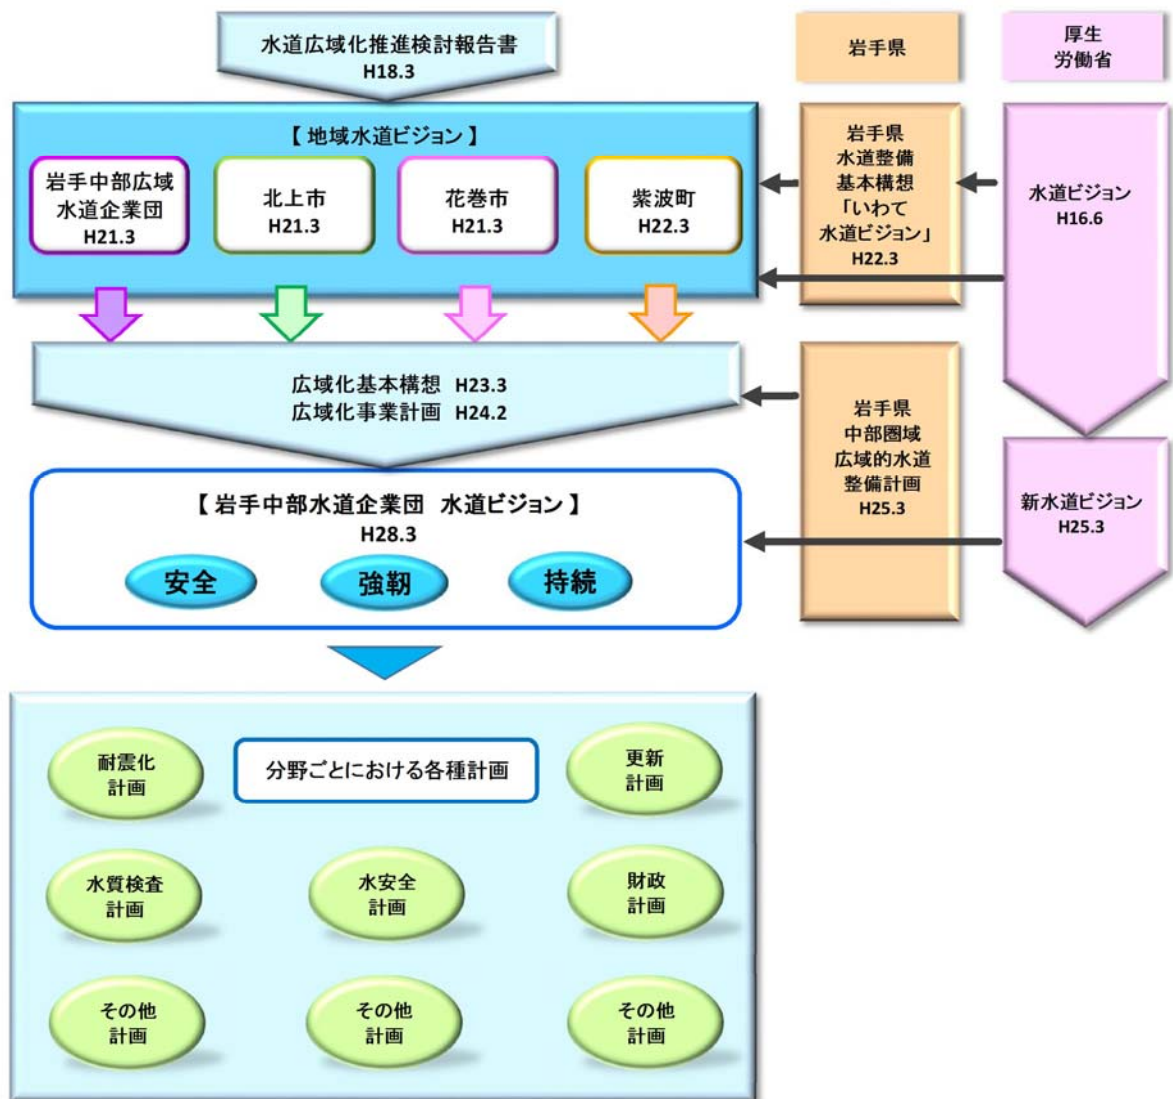 水道広域化推進検討報告書
H18.3
岩手県
厚生
労働省
【 地域水道ビジョン 】
岩手中部広域
水道企業団
H21.3
北上市
H21.3
花巻市
H21.3
紫波町
H22.3
岩手県
水道整備
基本構想
「いわて
水道ビジョン」
H22.3
水道ビジョン
H16.6
広域化基本構想 H23.3
広域化事業計画 H24.2
岩手県
中部圏域
広域的水道
整備計画
H25.3
新水道ビジョン
H25.3
【 岩手中部水道企業団 水道ビジョン 】
H28.3
安全
強靭
持続
耐震化
計画
分野ごとにおける各種計画
更新
計画
水質検査
計画
水安全
計画
財政
計画
その他
計画
その他
計画
その他
計画